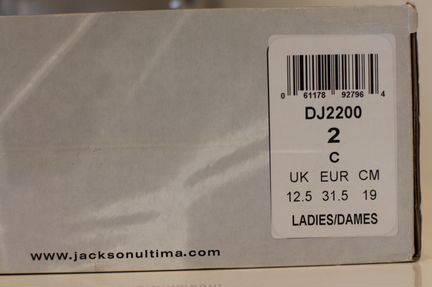 0 61178 92796 4
DJ2200
2
C
UK EUR CM
12.5 31.5 19
LADIES/DAMES
www.jacksonultima.com